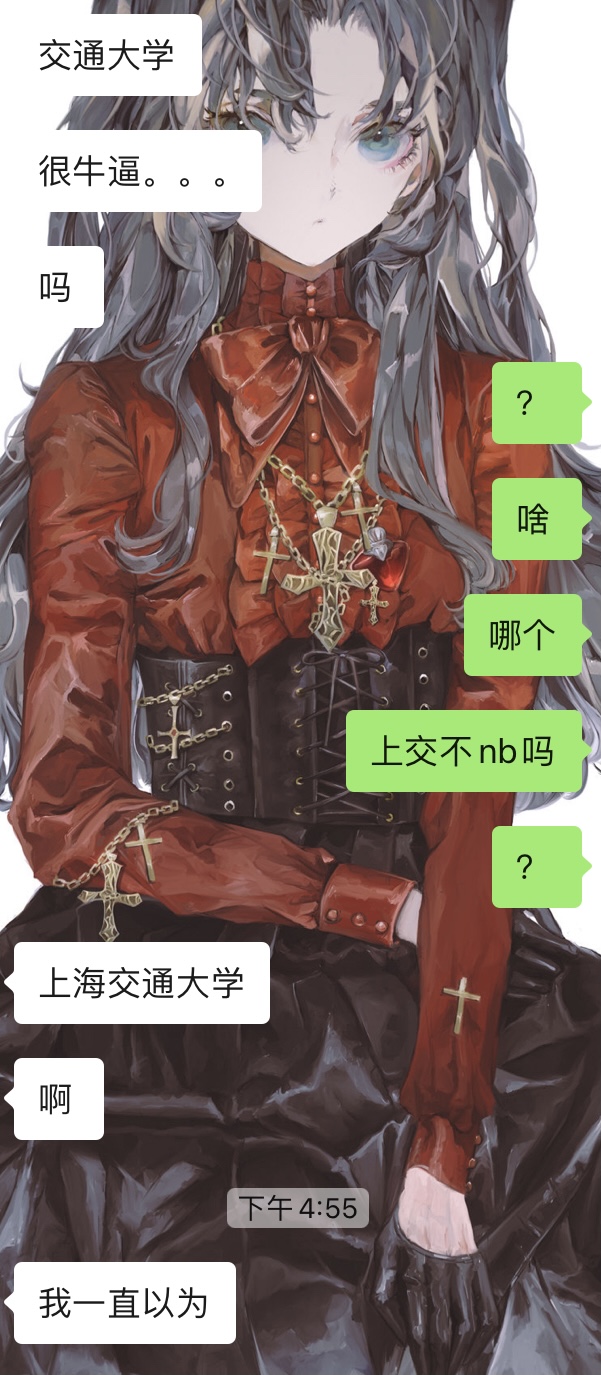 交通大学
很牛逼。。。
吗
？
啥
哪个
上交不nb吗
？
上海交通大学
啊
下午4:55
我一直以为